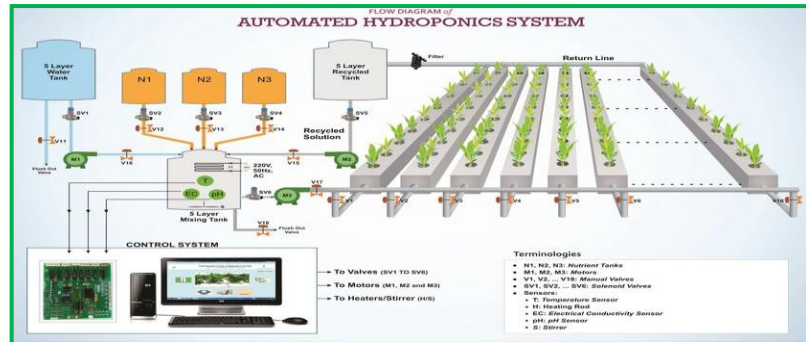 FLOW DIAGRAM of
AUTOMATED HYDROPONICS SYSTEM
5 Layer
Water
Tank
N1
N2
N3
5 Layer
Recycled
Tank
Filter
Return Line
SV1
SV2
SV3
SV4
SV5
V11
V12
V13
V14
Recycled
Solution
Flush Out
Valve
M1
V16
V15
M2
220V,
50Hz,
AC
T
EC
pH
SV6
M3
V17
5 Layer
Mixing Tank
V18
Flush Out
Valve
V1
V2
V3
V4
V5
V6
V10
CONTROL SYSTEM
To Valves (SV1 TO SV6)
To Motors (M1, M2 and M3)
To Heaters/Stirrer (H/S)
Terminologies
• N1, N2, N3: Nutrient Tanks
• M1, M2, M3: Motors
• V1, V2, ... V18: Manual Valves
• SV1, SV2, ... SV6: Solenoid Valves
• Sensors:
• T: Temperature Sensor
• H: Heating Rod
• EC: Electrical Conductivity Sensor
• pH: pH Sensor
• S: Stirrer